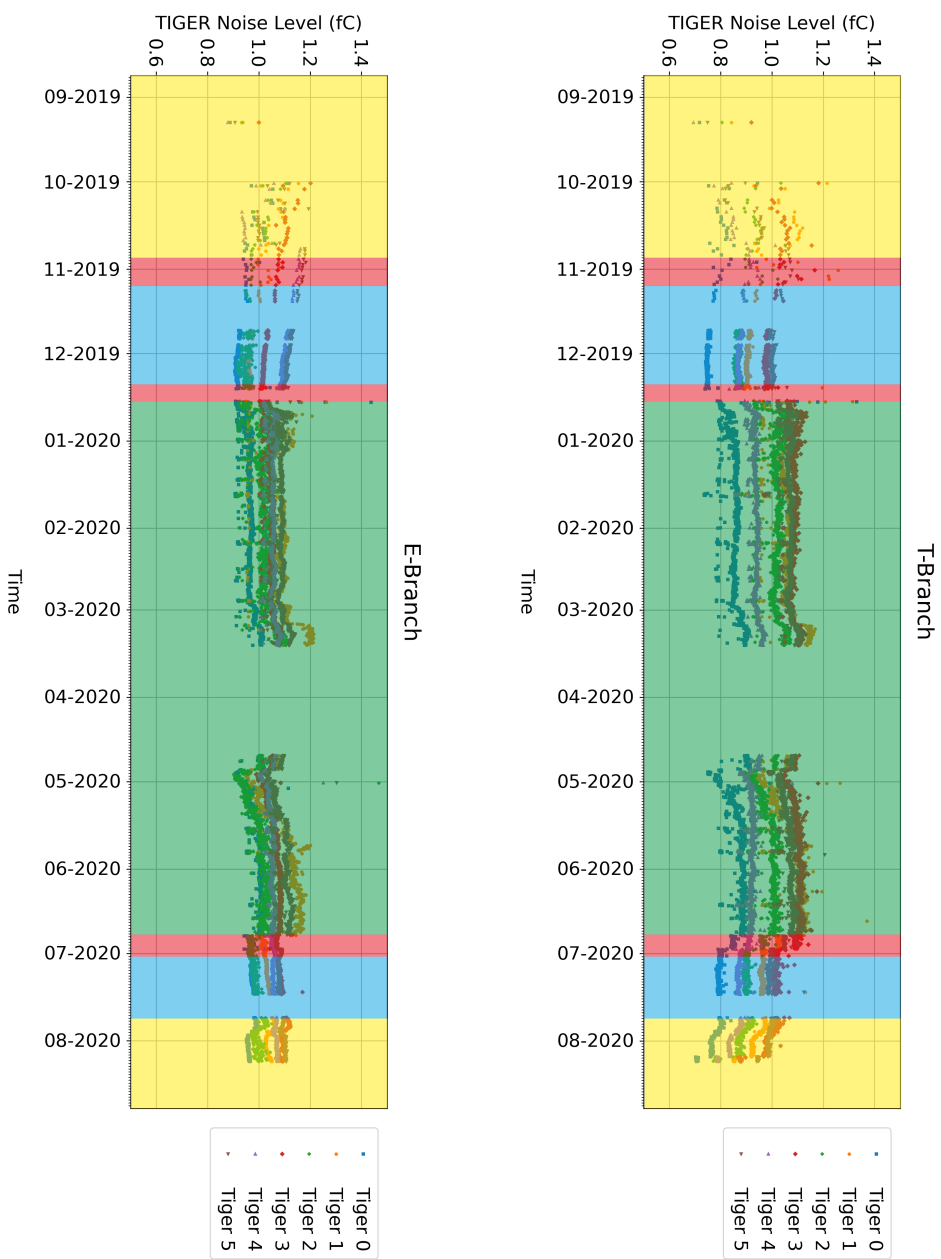 T-Branch
TIGER Noise Level (fC)
1.4
1.2
1.0
0.8
0.6
09-2019
10-2019
11-2019
12-2019
01-2020
02-2020
03-2020
04-2020
05-2020
06-2020
07-2020
08-2020
Time
Tiger 0
Tiger 1
Tiger 2
Tiger 3
Tiger 4
Tiger 5
E-Branch
TIGER Noise Level (fC)
1.4
1.2
1.0
0.8
0.6
09-2019
10-2019
11-2019
12-2019
01-2020
02-2020
03-2020
04-2020
05-2020
06-2020
07-2020
08-2020
Time
Tiger 0
Tiger 1
Tiger 2
Tiger 3
Tiger 4
Tiger 5